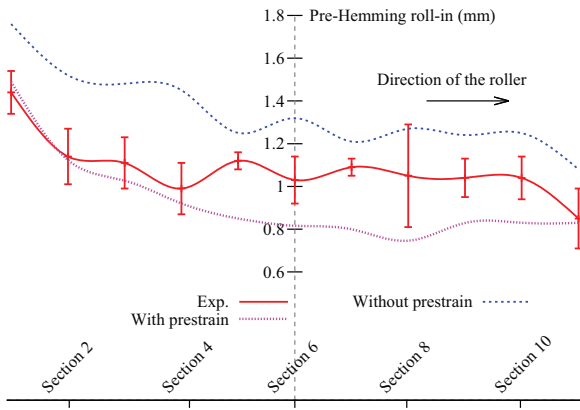 1.8
Pre-Hemming roll-in (mm)
1.6
Direction of the roller
1.4
1.2
1
0.8
0.6
Exp.
Without prestrain
With prestrain
Section 2
Section 4
Section 6
Section 8
Section 10